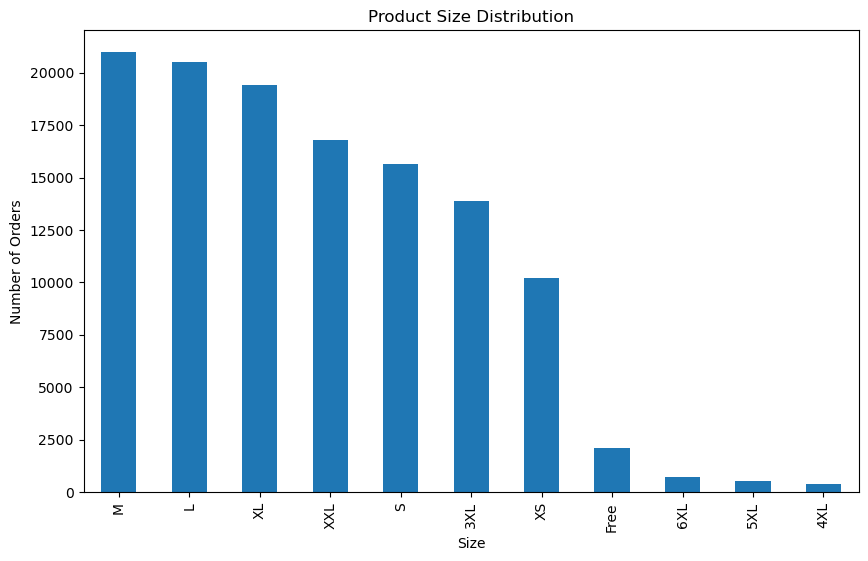 Product Size Distribution
Number of Orders
20000
17500
15000
12500
10000
7500
5000
2500
0
M L XL XXL S 3XL XS Free 6XL 5XL 4XL
Size